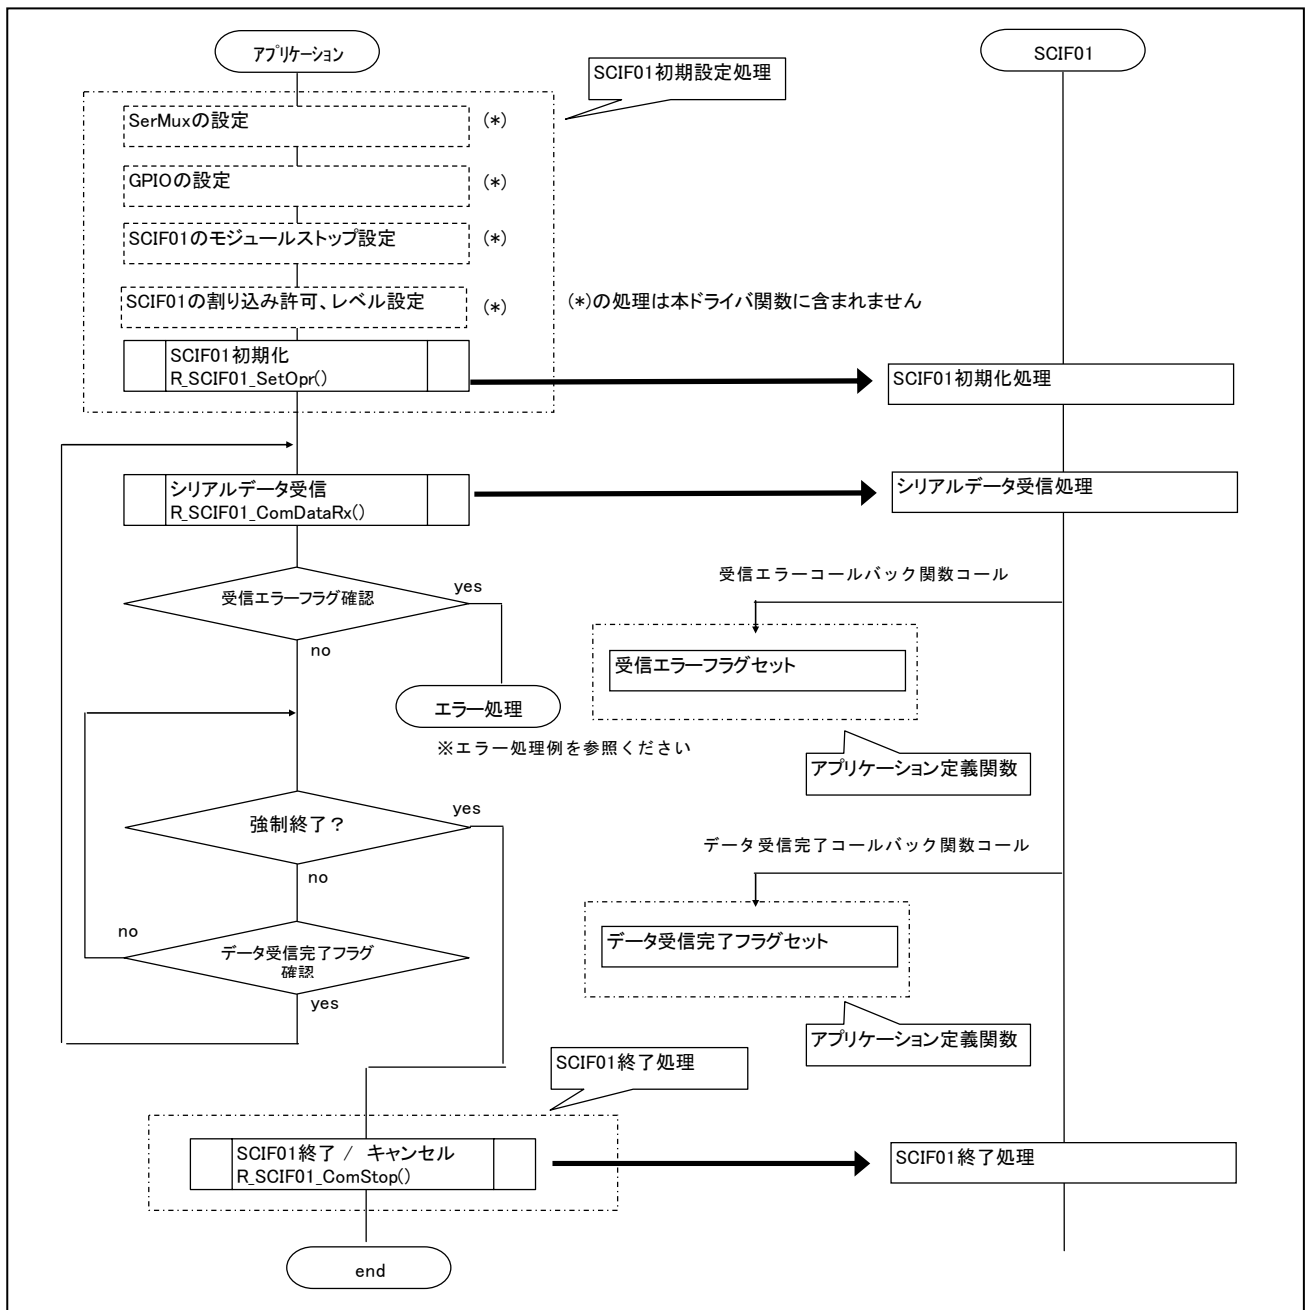 アプリケーション
SCIF01
SCIF01初期設定処理
SerMuxの設定
(*)
GPIOの設定
(*)
SCIF01のモジュールストップ設定
(*)
SCIF01の割り込み許可、レベル設定
(*)
(*)の処理は本ドライバ関数に含まれません
SCIF01初期化
R_SCIF01_SetOpr()
SCIF01初期化処理
シリアルデータ受信
R_SCIF01_ComDataRx()
シリアルデータ受信処理
受信エラーフラグ確認
yes
no
受信エラーコールバック関数コール
受信エラーフラグセット
エラー処理
※エラー処理例を参照ください
アプリケーション定義関数
強制終了？
yes
no
データ受信完了コールバック関数コール
データ受信完了フラグセット
no
データ受信完了フラグ
確認
yes
アプリケーション定義関数
SCIF01終了処理
SCIF01終了 / キャンセル
R_SCIF01_ComStop()
SCIF01終了処理
end